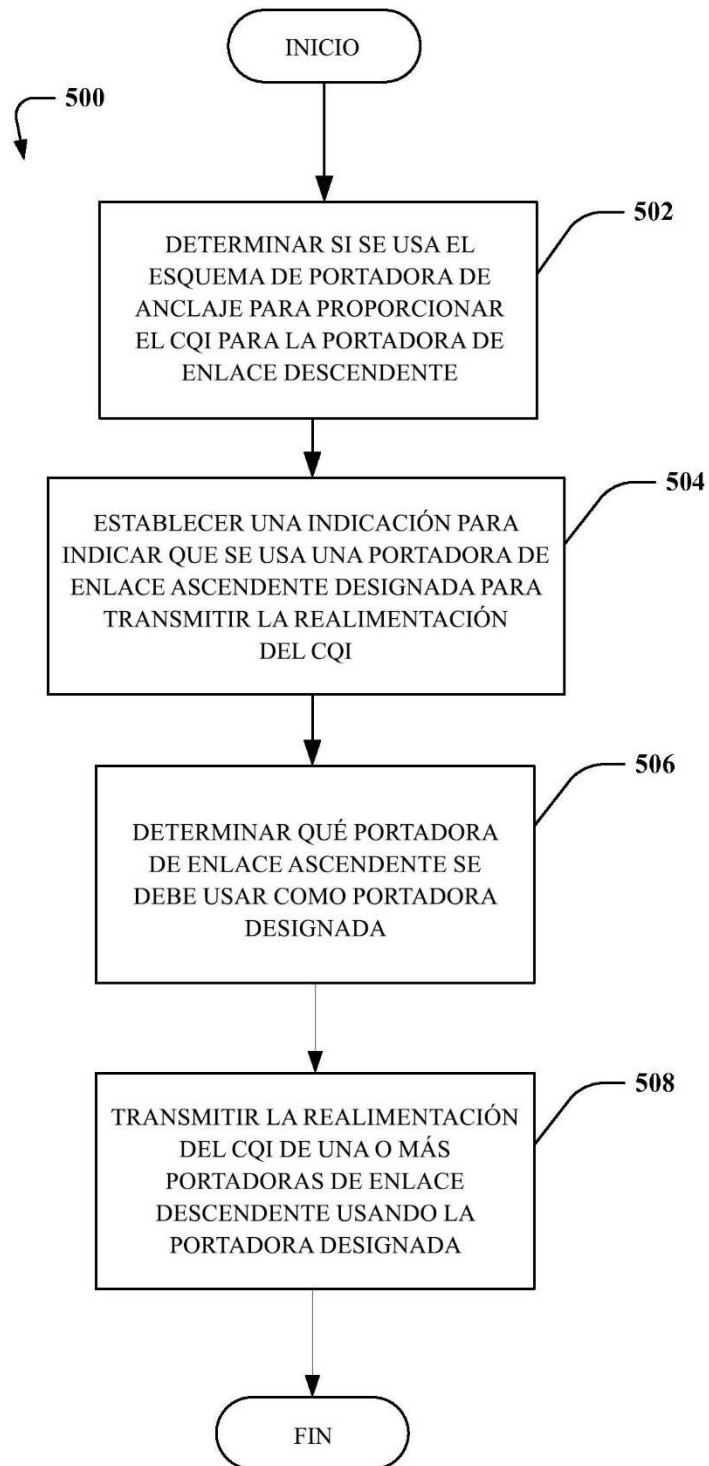 INICIO
500
502
DETERMINAR SI SE USA EL
ESQUEMA DE PORTADORA DE
ANCLAJE PARA PROPORCIONAR
EL CQI PARA LA PORTADORA DE
ENLACE DESCENDENTE
504
ESTABLECER UNA INDICACIÓN PARA
INDICAR QUE SE USA UNA PORTADORA DE
ENLACE ASCENDENTE DESIGNADA PARA
TRANSMITIR LA REALIMENTACIÓN
DEL CQI
506
DETERMINAR QUÉ PORTADORA
DE ENLACE ASCENDENTE SE
DEBE USAR COMO PORTADORA
DESIGNADA
508
TRANSMITIR LA REALIMENTACIÓN
DEL CQI DE UNA O MÁS
PORTADORAS DE ENLACE
DESCENDENTE USANDO LA
PORTADORA DESIGNADA
FIN